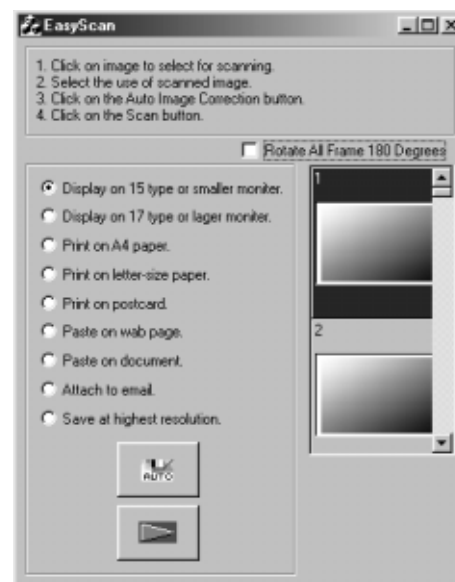 EasyScan
1. Click on image to select for scanning.
2. Select the use of scanned image.
3. Click on the Auto Image Correction button.
4. Click on the Scan button.
Rotate All Frame 180 Degrees
Display on 15 type or smaller moniter.
Display on 17 type or lager moniter.
Print on A4 paper.
Print on letter-size paper.
Print on postcard.
Paste on wab page.
Paste on document.
Attach to email.
Save at highest resolution.
AUTO
1
2